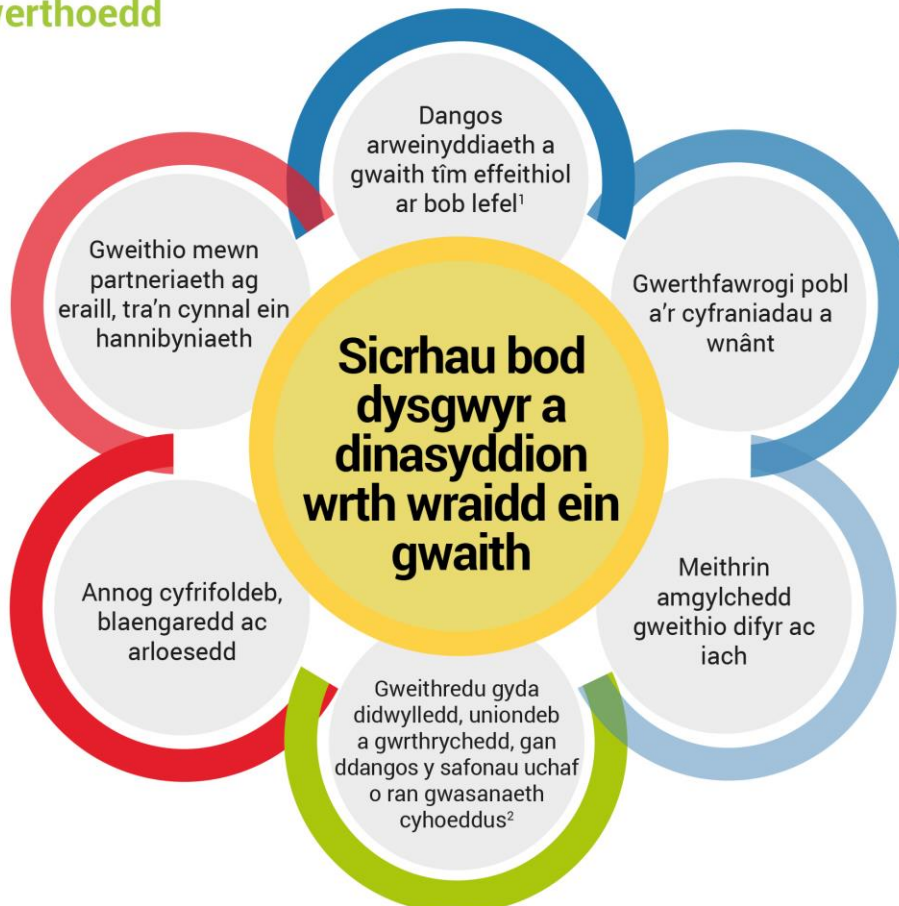 Dangos
arweinyddiaeth a
gwaith tîm effeithiol
ar bob lefel¹
Gwerthfawrogi pobl
a'r cyfraniadau a
wnânt
Meithrin
amgylchedd
gweithio difyr ac
iach
Gweithredu gyda
didwylledd, uniondeb
a gwrthrychedd, gan
ddangos y safonau uchaf
o ran gwasanaeth
cyhoeddus²
Annog cyfrifoldeb,
blaengaredd ac
arloesedd
Gweithio mewn
partneriaeth ag
eraill, tra'n cynnal ein
hannibyniaeth
Sicrhau bod
dysgwyr a
dinasyddion
wrth wraidd ein
gwaith